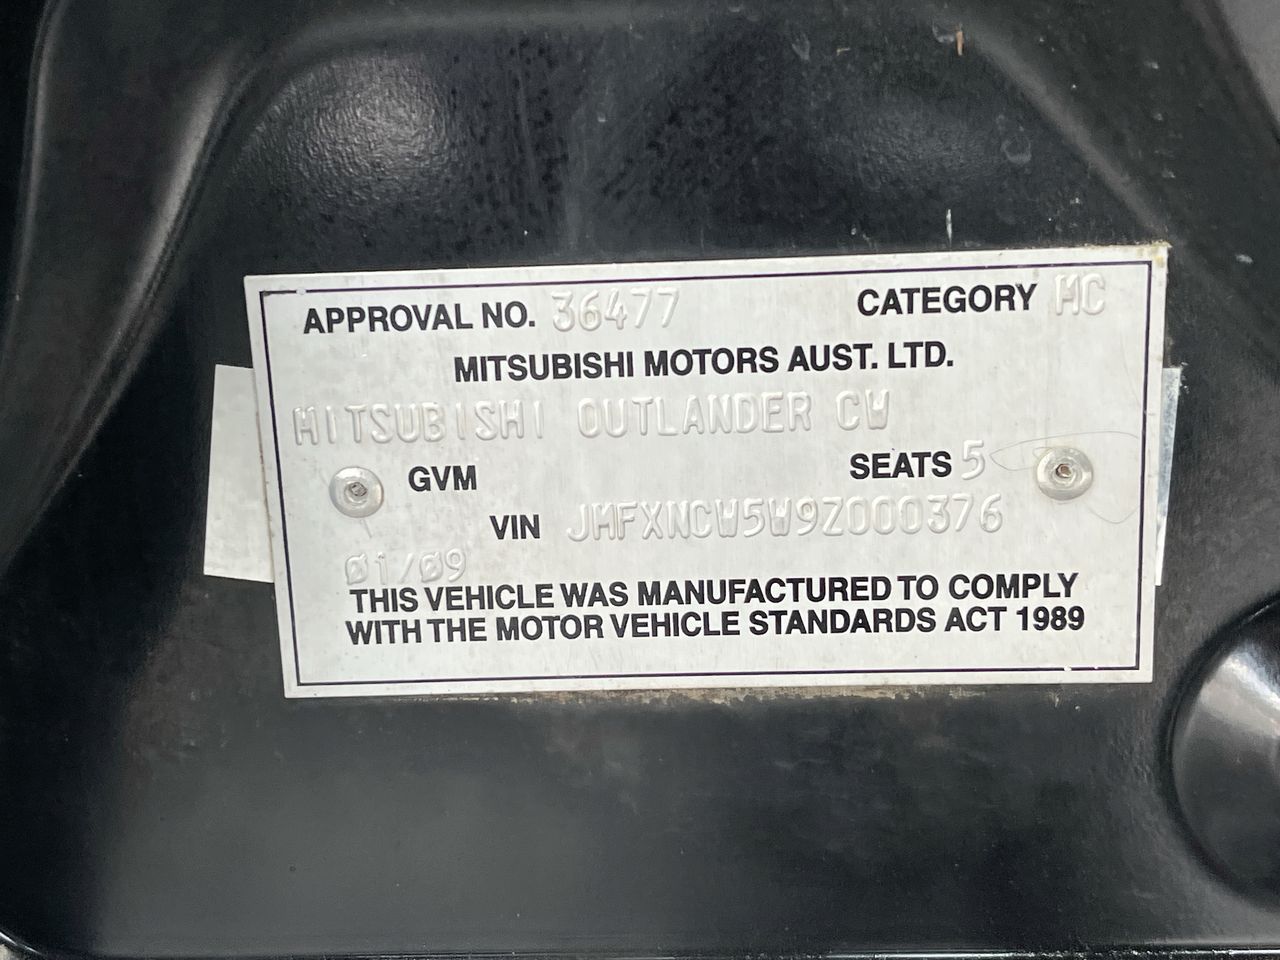 APPROVAL NO. 36477 CATEGORY MC
MITSUBISHI MOTORS AUST. LTD.
MITSUBISHI OUTLANDER CW
GVM SEATS 5
VIN JMFXNCW5W9Z000376
01/09
THIS VEHICLE WAS MANUFACTURED TO COMPLY
WITH THE MOTOR VEHICLE STANDARDS ACT 1989